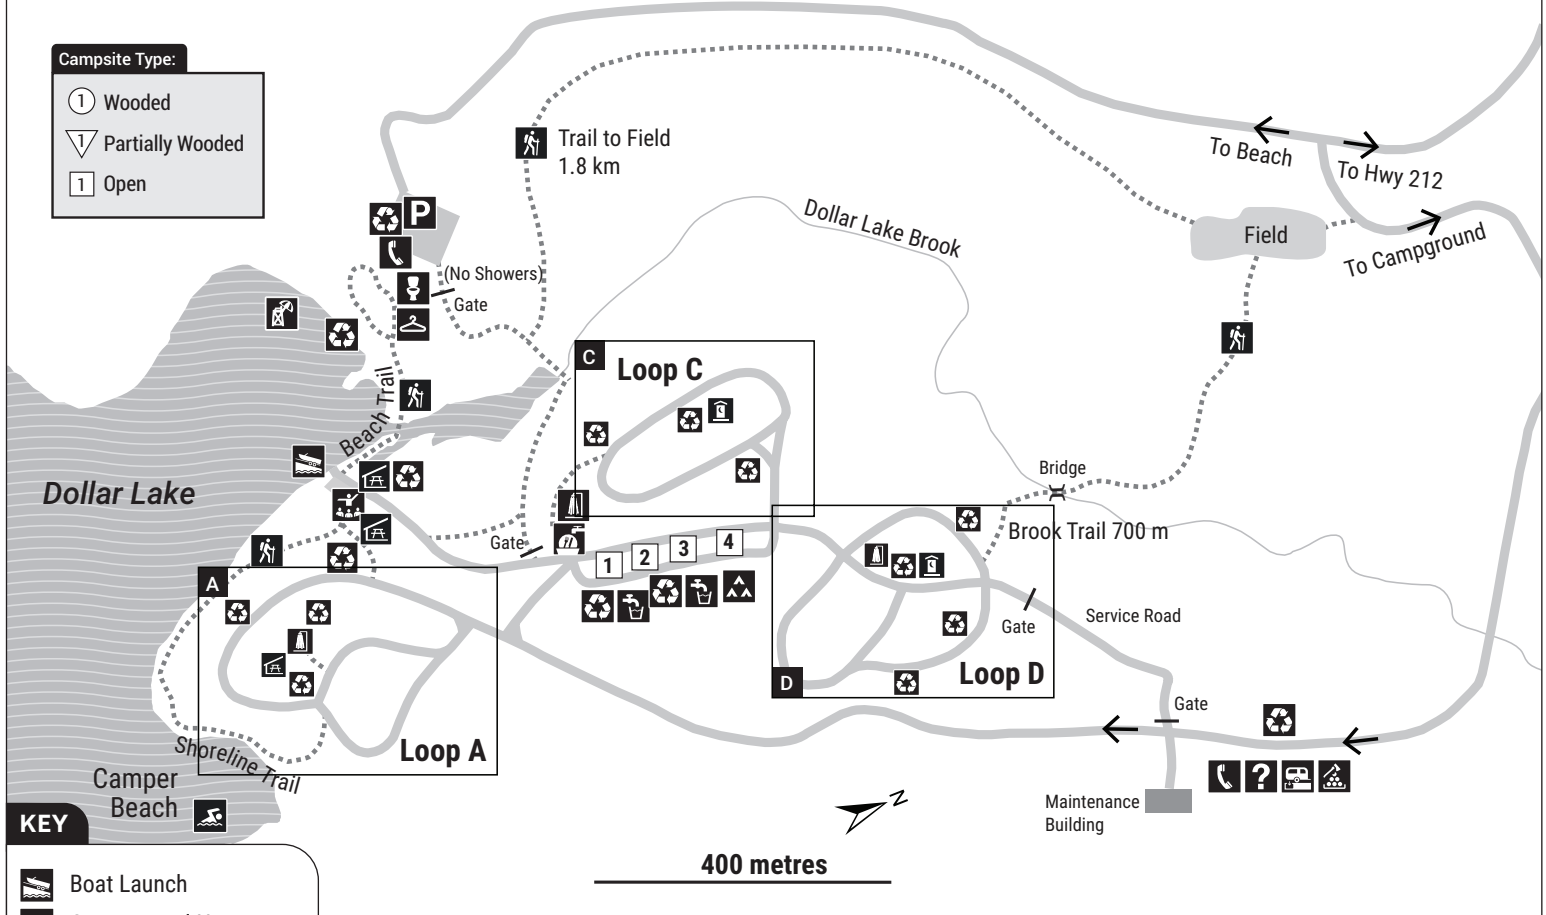 Campsite Type:
1 Wooded
1 Partially Wooded
1 Open
Trail to Field
1.8 km
To Beach
To Hwy 212
To Campground
Field
Dollar Lake Brook
P
(No Showers)
Gate
Beach Trail
C
Loop C
Dollar Lake
Bridge
Brook Trail 700 m
Gate
1
2
3
4
A
Loop A
Gate
Service Road
D
Loop D
Gate
Shoreline Trail
Camper
Beach
?
Maintenance
Building
N
400 metres
KEY
Boat Launch